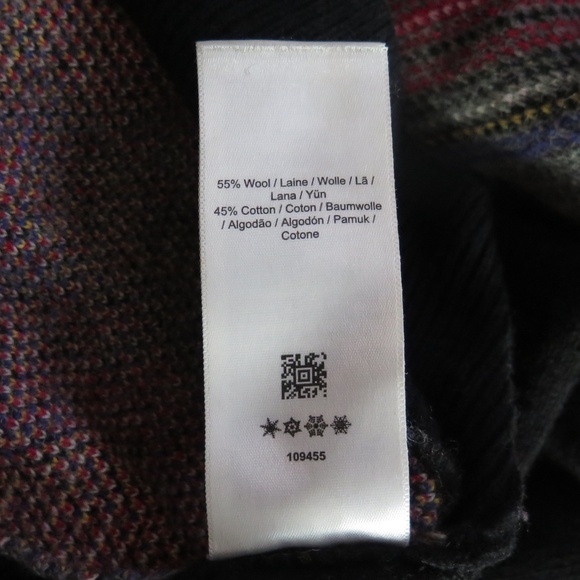 55% Wool / Laine / Wolle / Lã /
Lana / Yün
45% Cotton / Coton / Baumwolle
/ Algodão / Algodón / Pamuk /
Cotone
109455